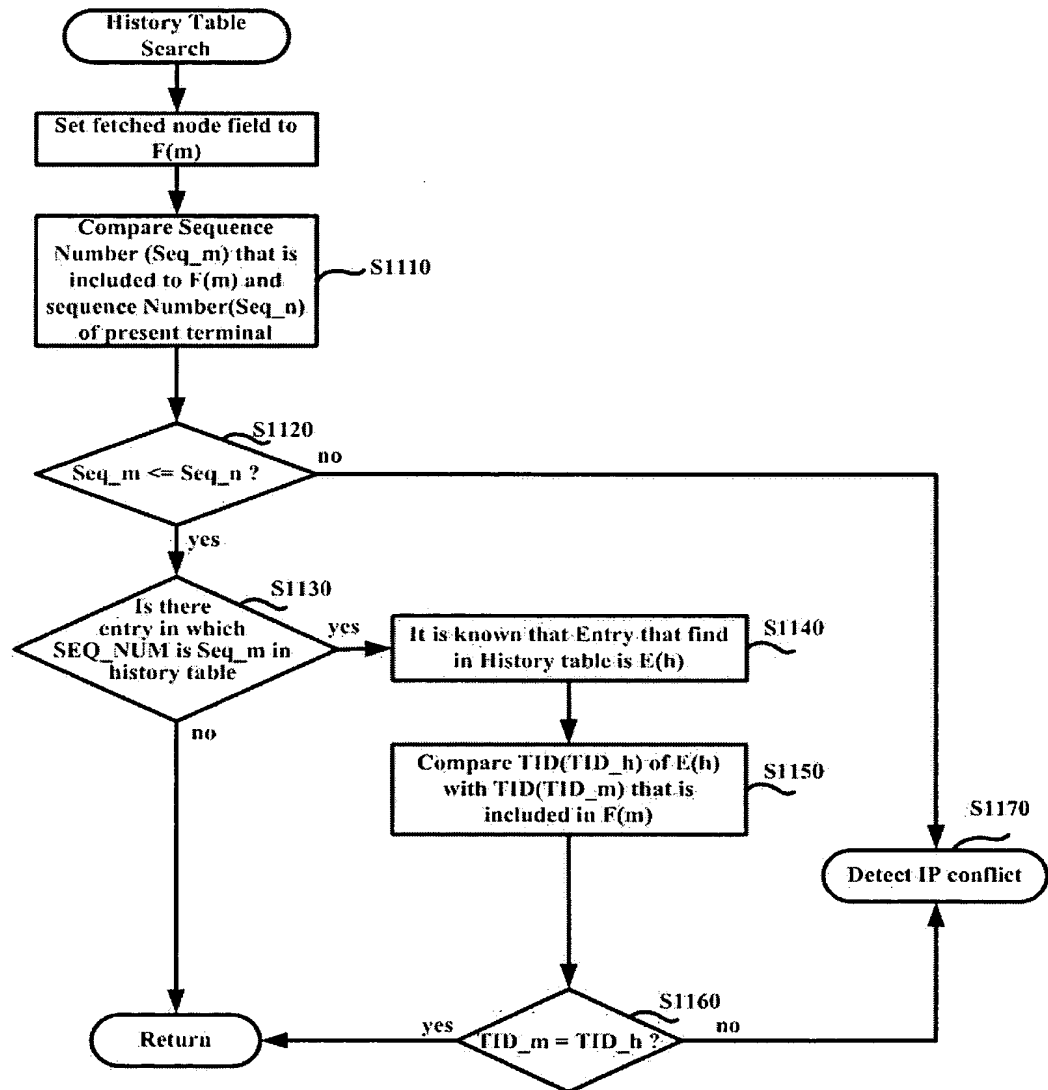 History Table
Search
Set fetched node field to
F(m)
Compare Sequence
Number (Seq_m) that is
included to F(m) and
sequence Number(Seq_n)
of present terminal
S1110
S1120
Seq_m <= Seq_n ?
no
yes
S1130
Is there
entry in which
SEQ_NUM is Seq_m in
history table
yes
no
It is known that Entry that find
in History table is E(h)
S1140
Compare TID(TID_h) of E(h)
with TID(TID_m) that is
included in F(m)
S1150
S1170
Detect IP conflict
S1160
TID_m = TID_h ?
yes
no
Return